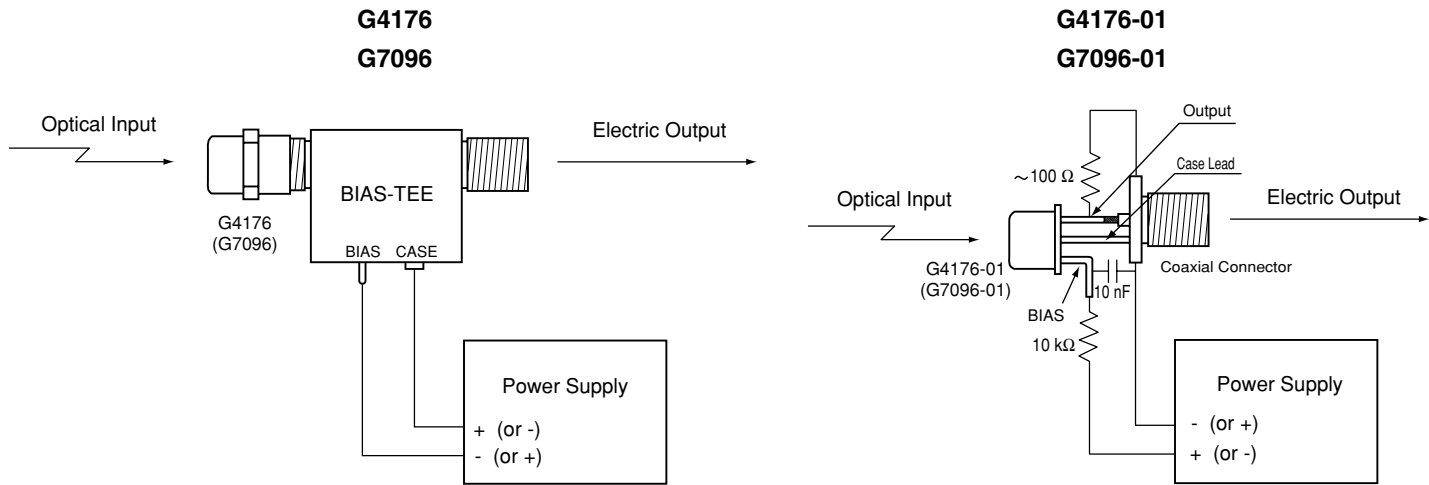 G4176
G7096
Optical Input
Electric Output
BIAS-TEE
G4176
(G7096)
BIAS CASE
Power Supply
+ (or -)
- (or +)
G4176-01
G7096-01
Output
~100 Ω
Case Lead
Optical Input
Electric Output
G4176-01
(G7096-01)
Coaxial Connector
10 nF
BIAS
10 kΩ
Power Supply
- (or +)
+ (or -)